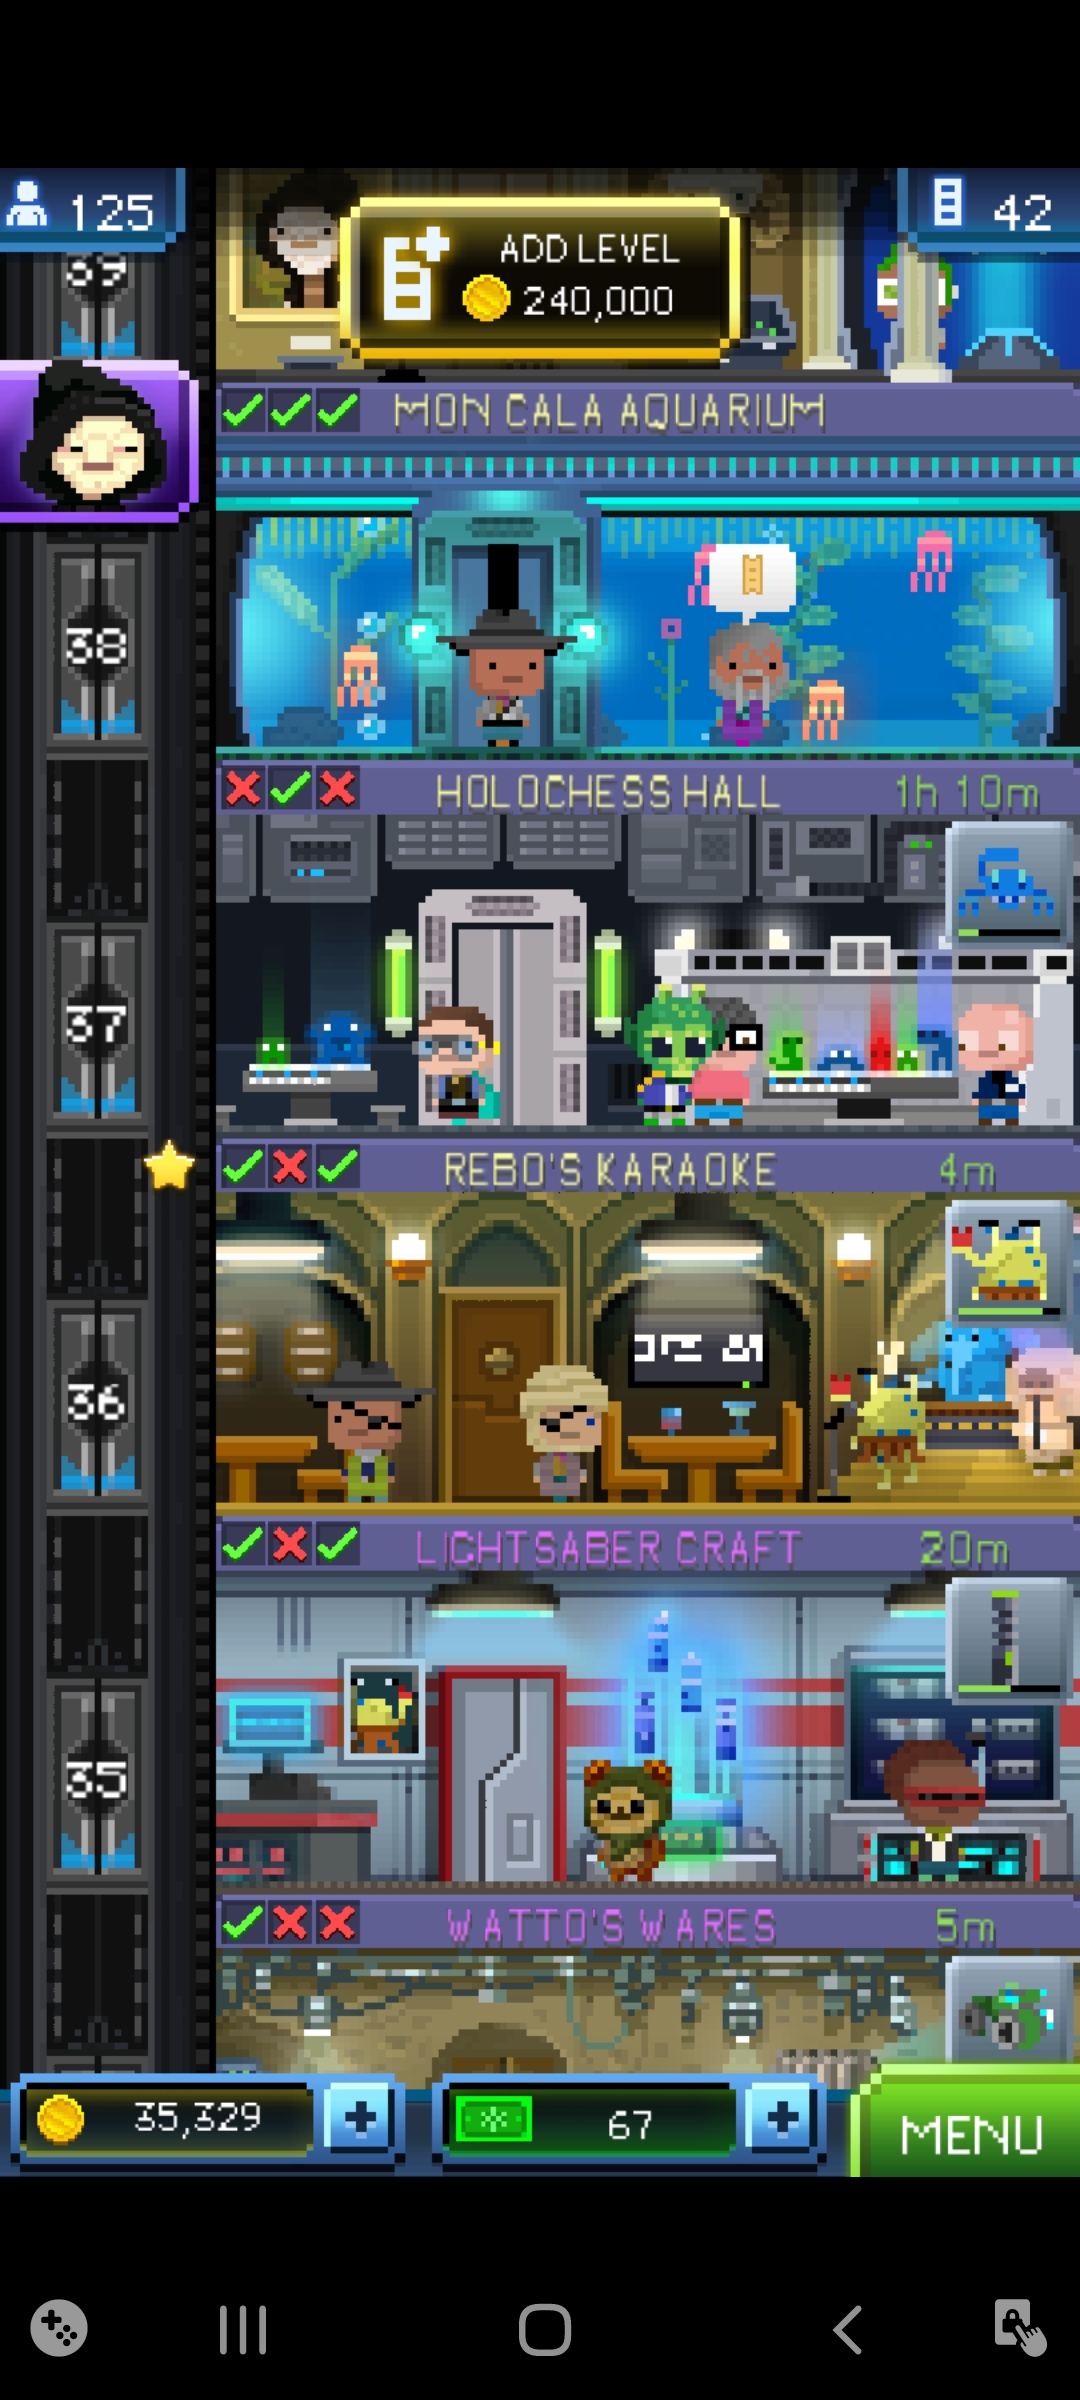 125
ADD LEVEL
240,000
42
39
MON CALA AQUARIUM
38
HOLOCHESS HALL
1h 10m
37
REBO'S KARAOKE
4m
36
LIGHTSABER CRAFT
20m
35
WATTO'S WARES
5m
35,329
67
MENU